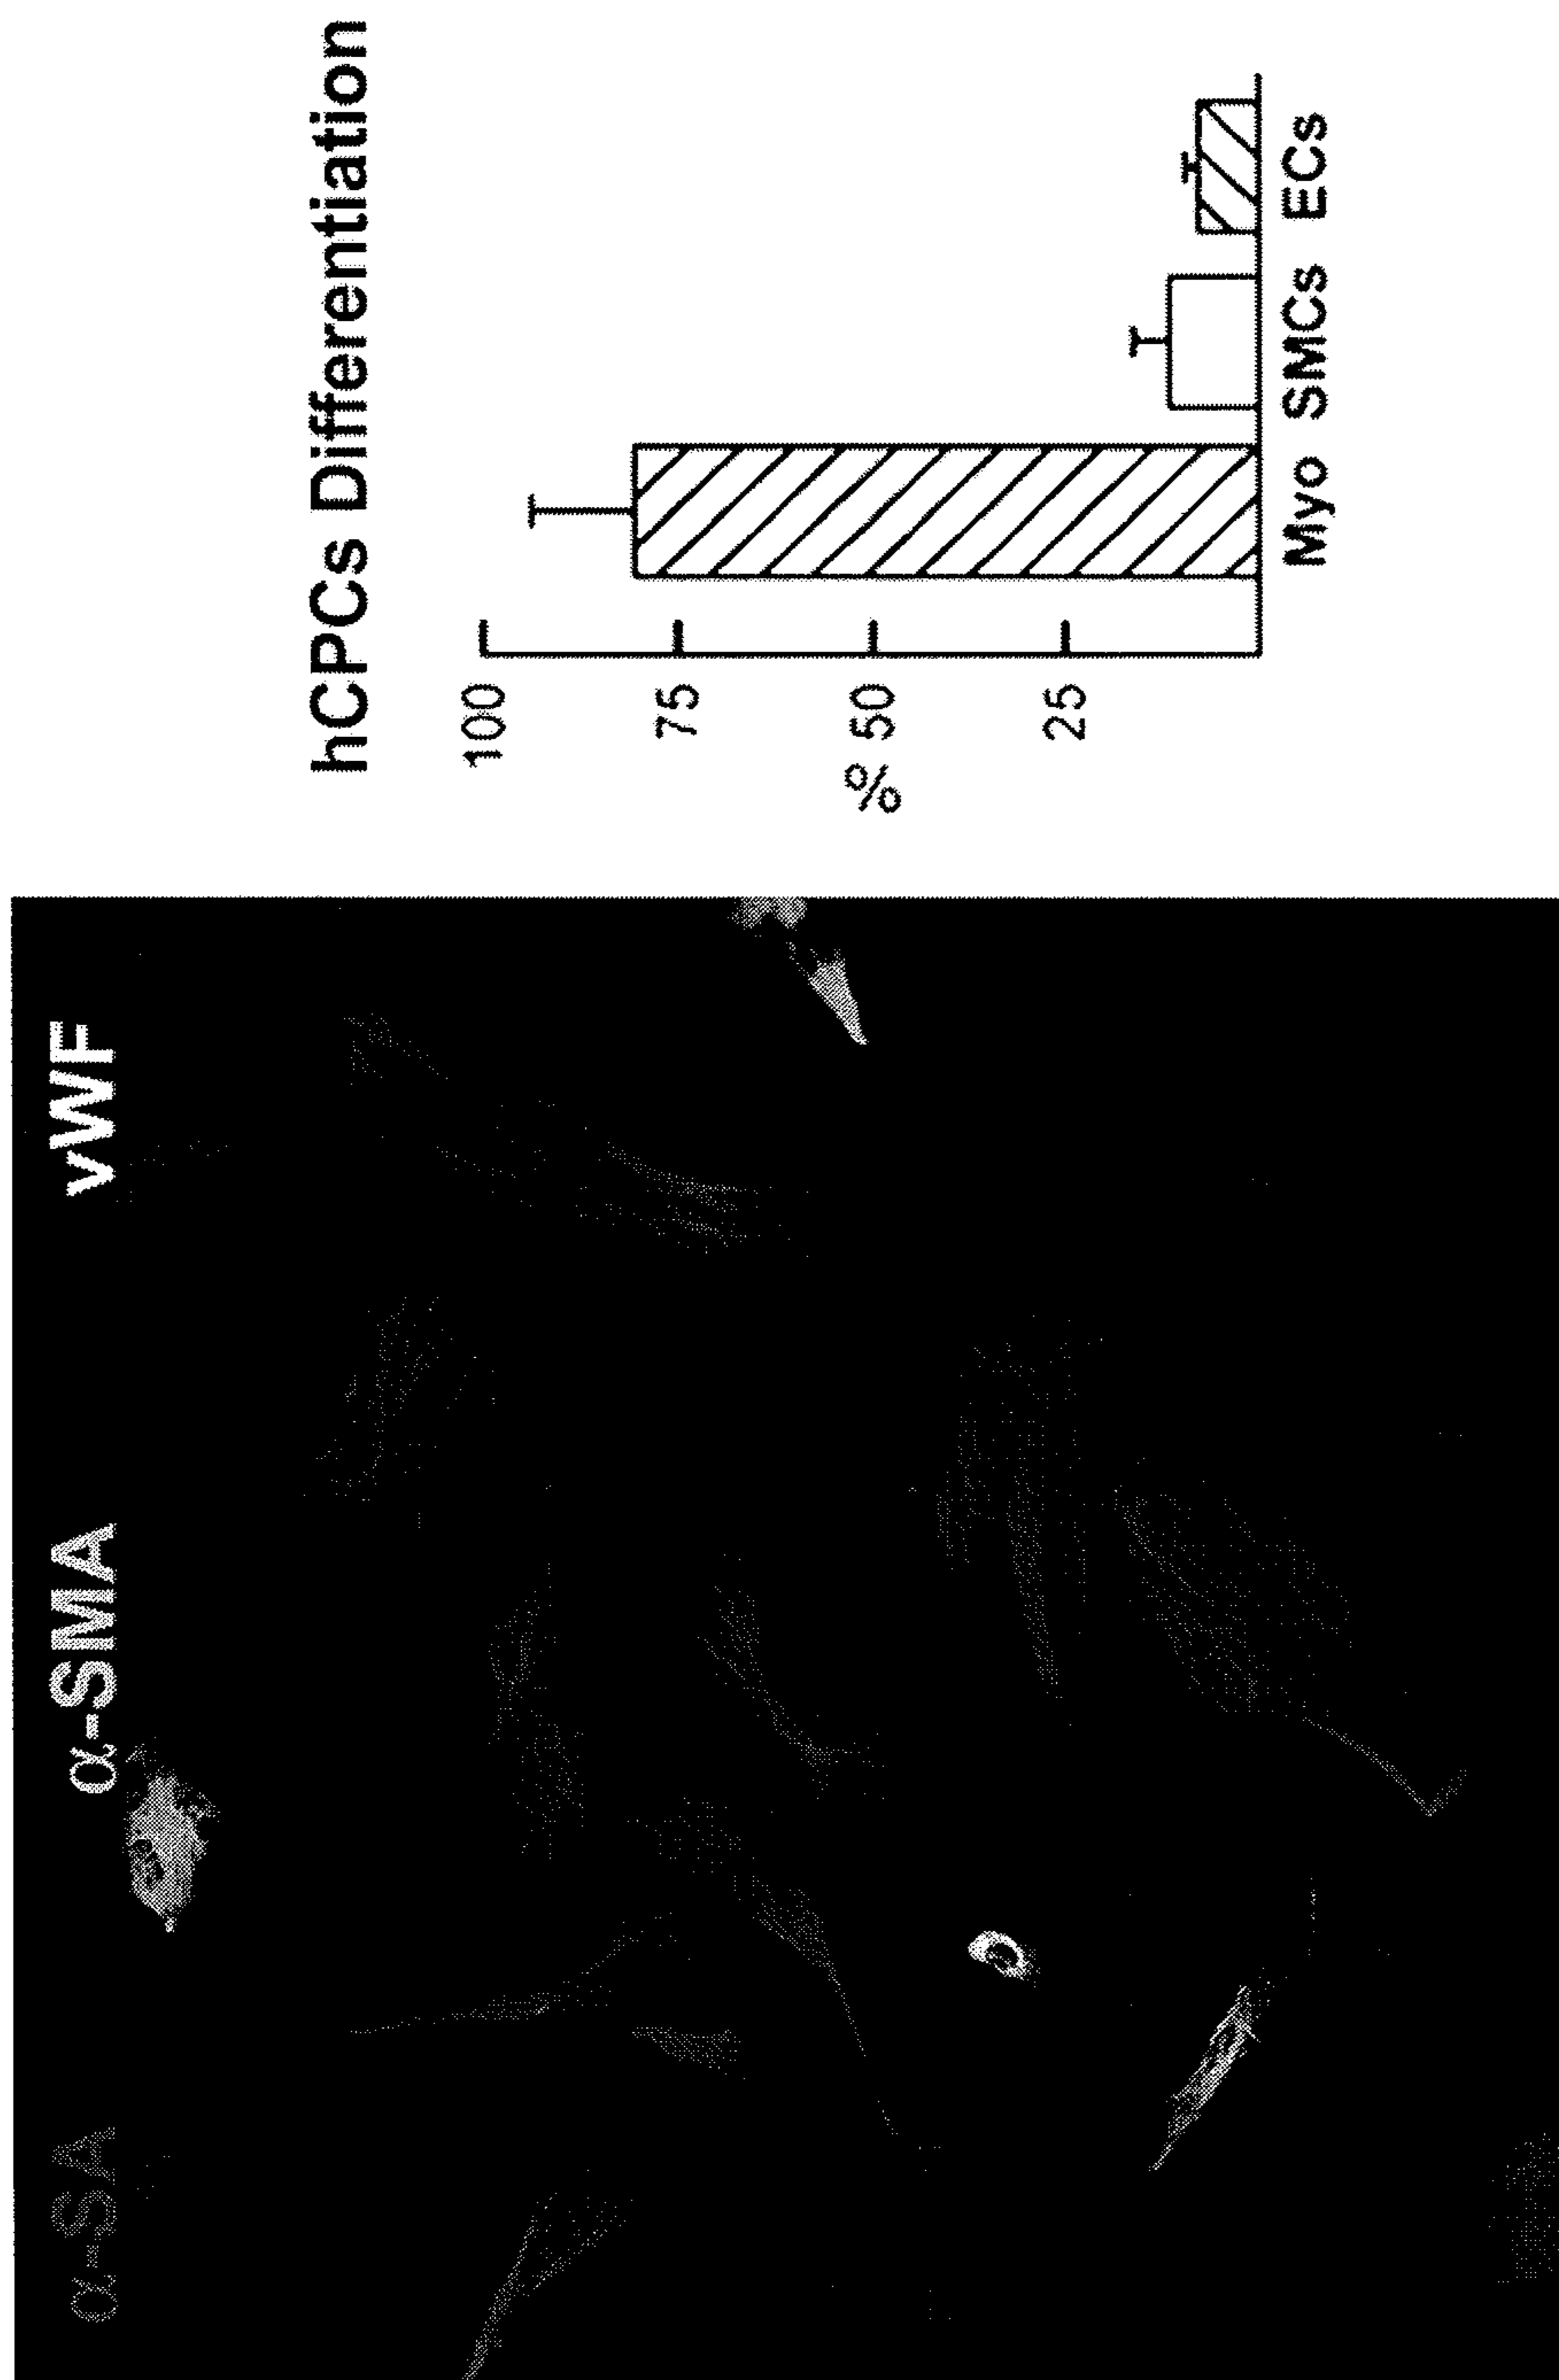 α-SA α-SMA vWF
hCPCs Differentiation
100
75
% 50
25
Myo SMCs ECs